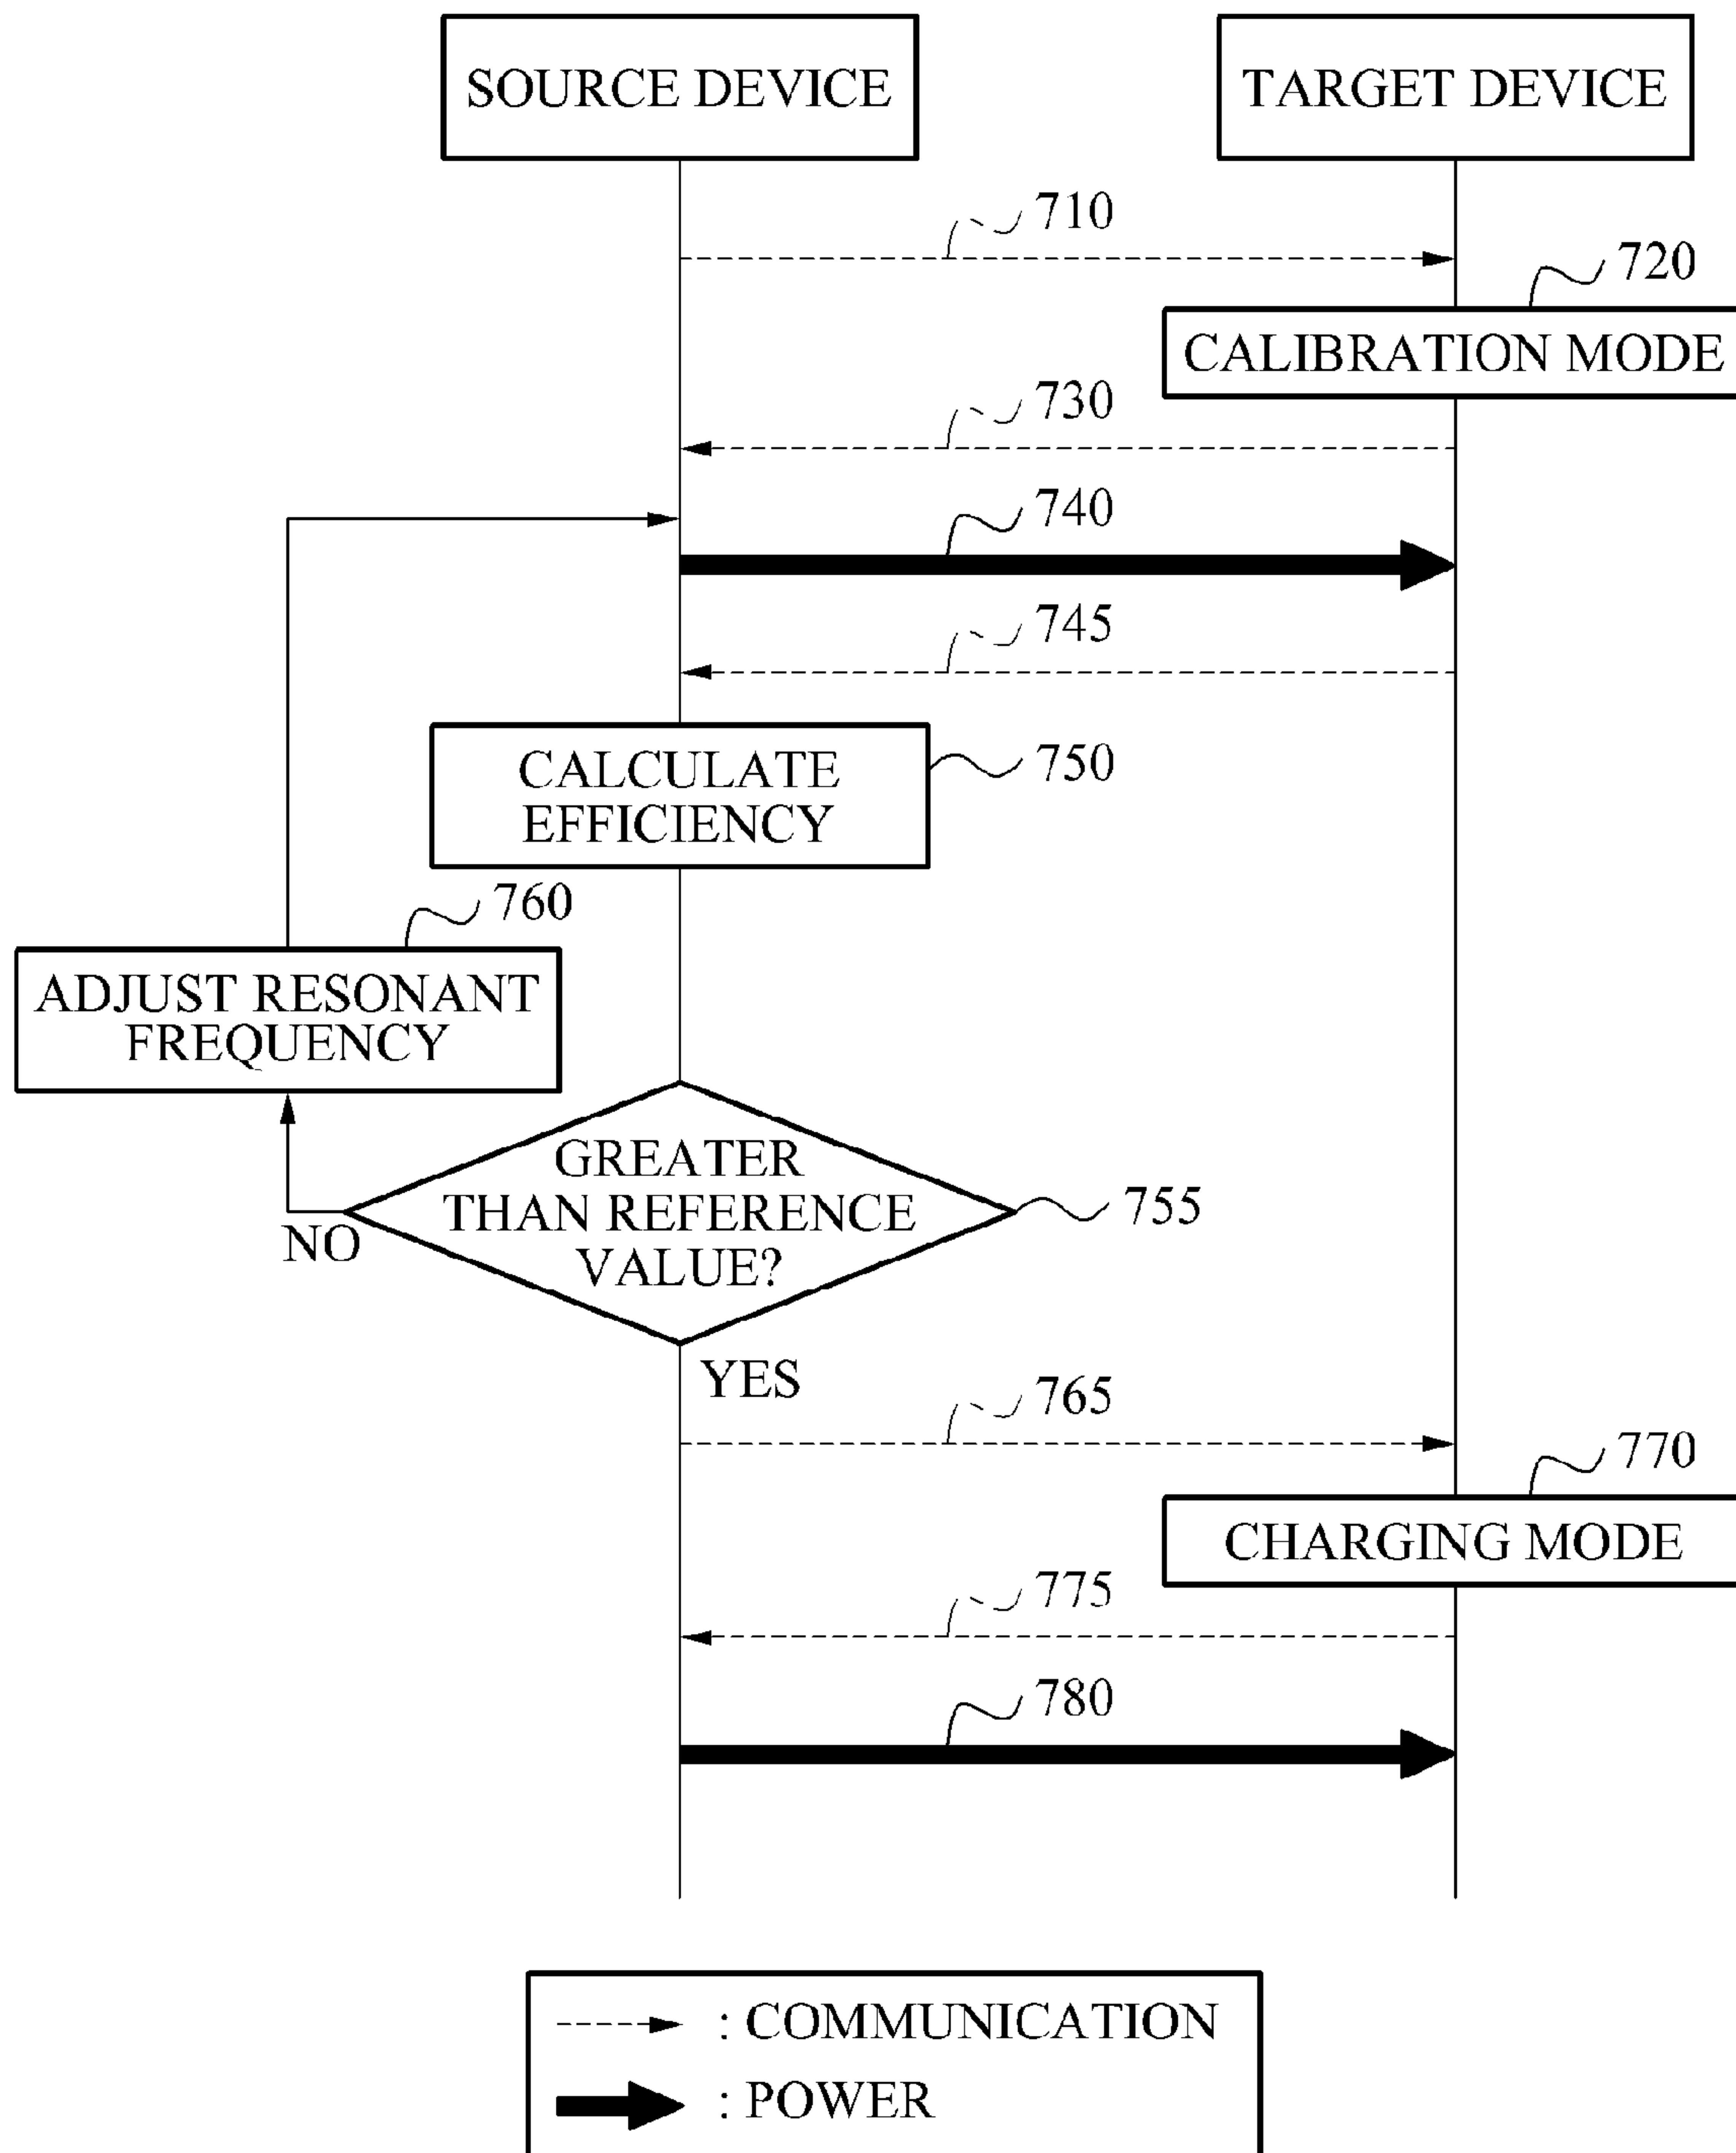 SOURCE DEVICE
TARGET DEVICE
710
720
CALIBRATION MODE
730
740
745
CALCULATE
EFFICIENCY
750
760
ADJUST RESONANT
FREQUENCY
GREATER
THAN REFERENCE
VALUE?
755
NO
YES
765
770
CHARGING MODE
775
780
: COMMUNICATION
: POWER